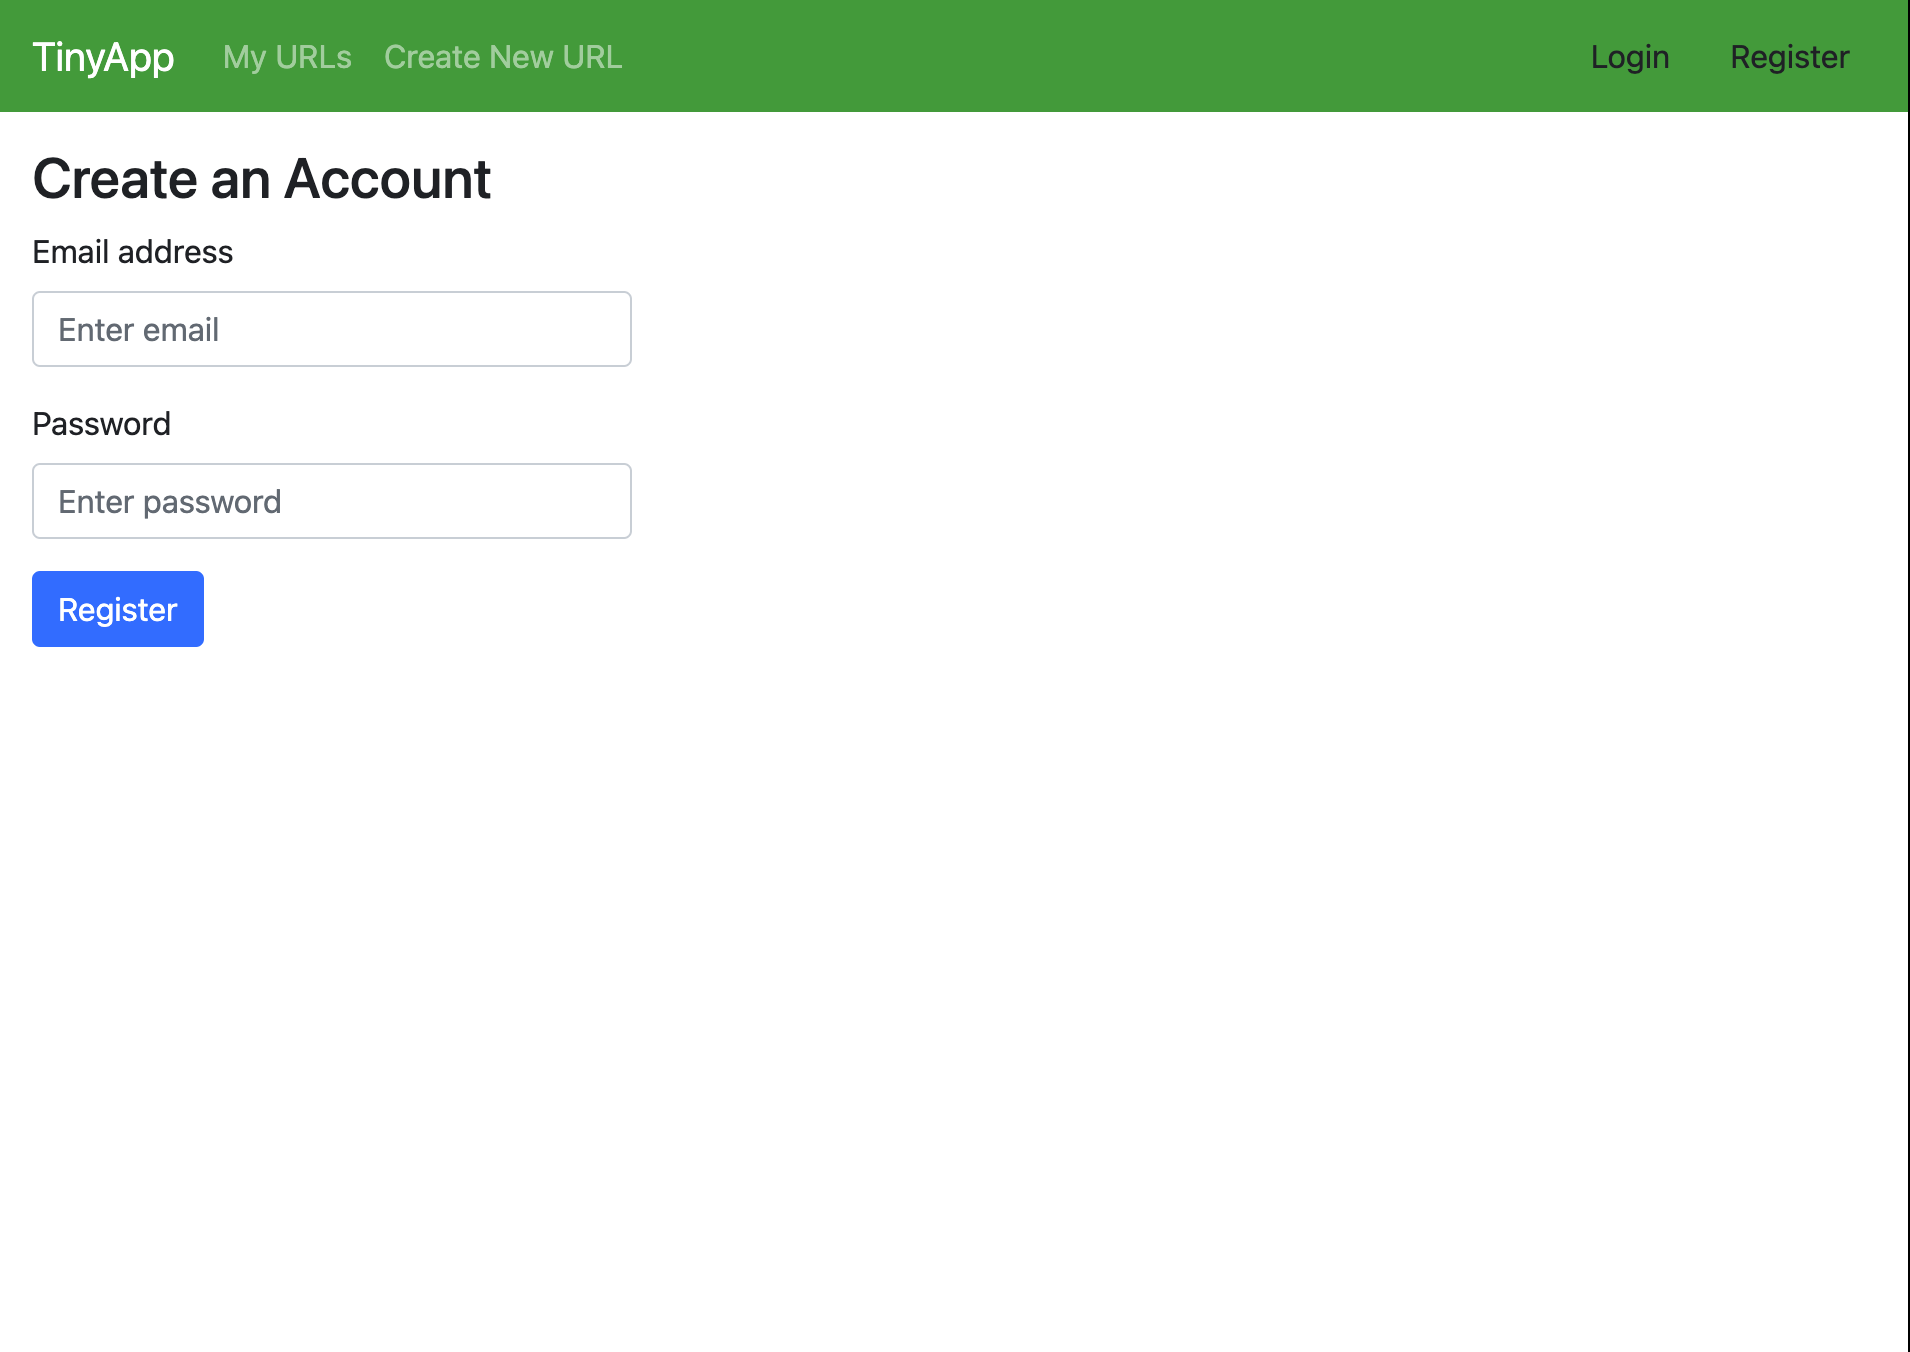 TinyApp My URLs Create New URL Login Register
Create an Account
Email address
Enter email
Password
Enter password
Register